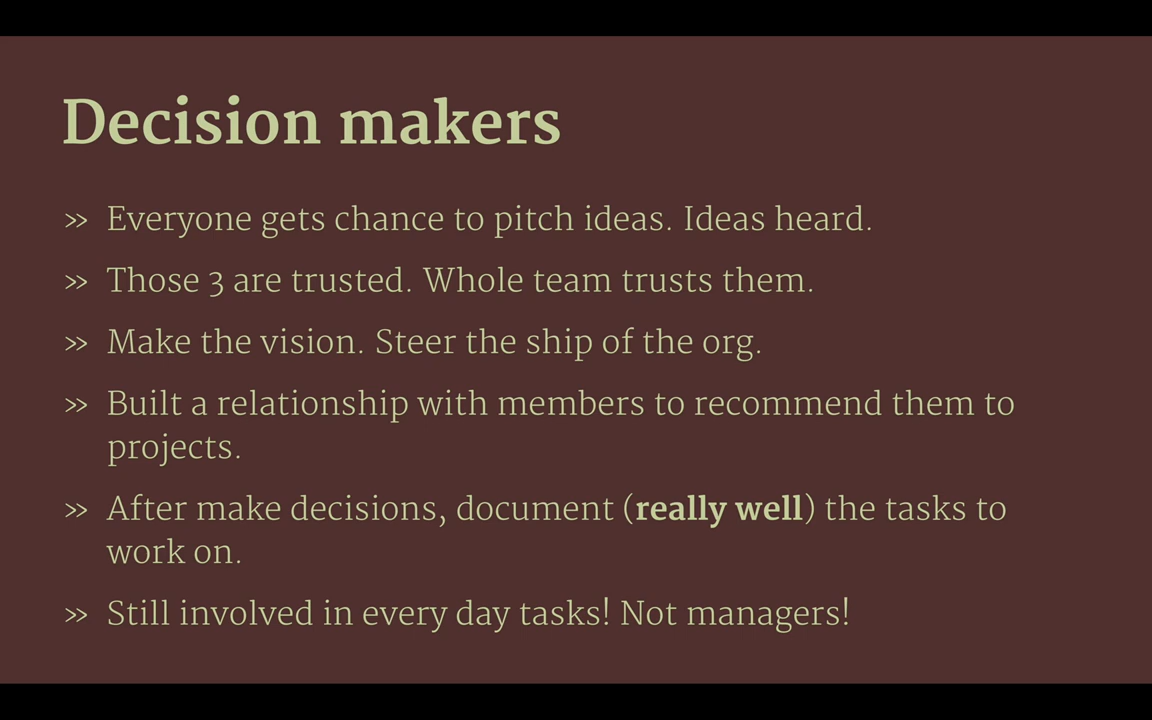 Decision makers
» Everyone gets chance to pitch ideas. Ideas heard.
» Those 3 are trusted. Whole team trusts them.
» Make the vision. Steer the ship of the org.
» Built a relationship with members to recommend them to
projects.
» After make decisions, document (really well) the tasks to
work on.
» Still involved in every day tasks! Not managers!